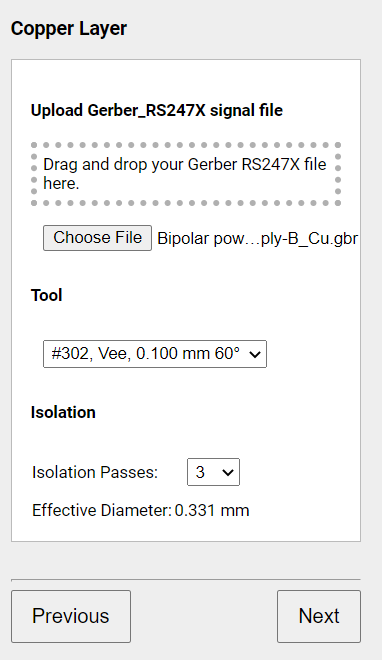 Copper Layer
Upload Gerber_RS247X signal file
Drag and drop your Gerber RS247X file
here.
Choose File Bipolar pow…ply-B_Cu.gbr
Tool
#302, Vee, 0.100 mm 60°
Isolation
Isolation Passes: 3
Effective Diameter: 0.331 mm
Previous Next